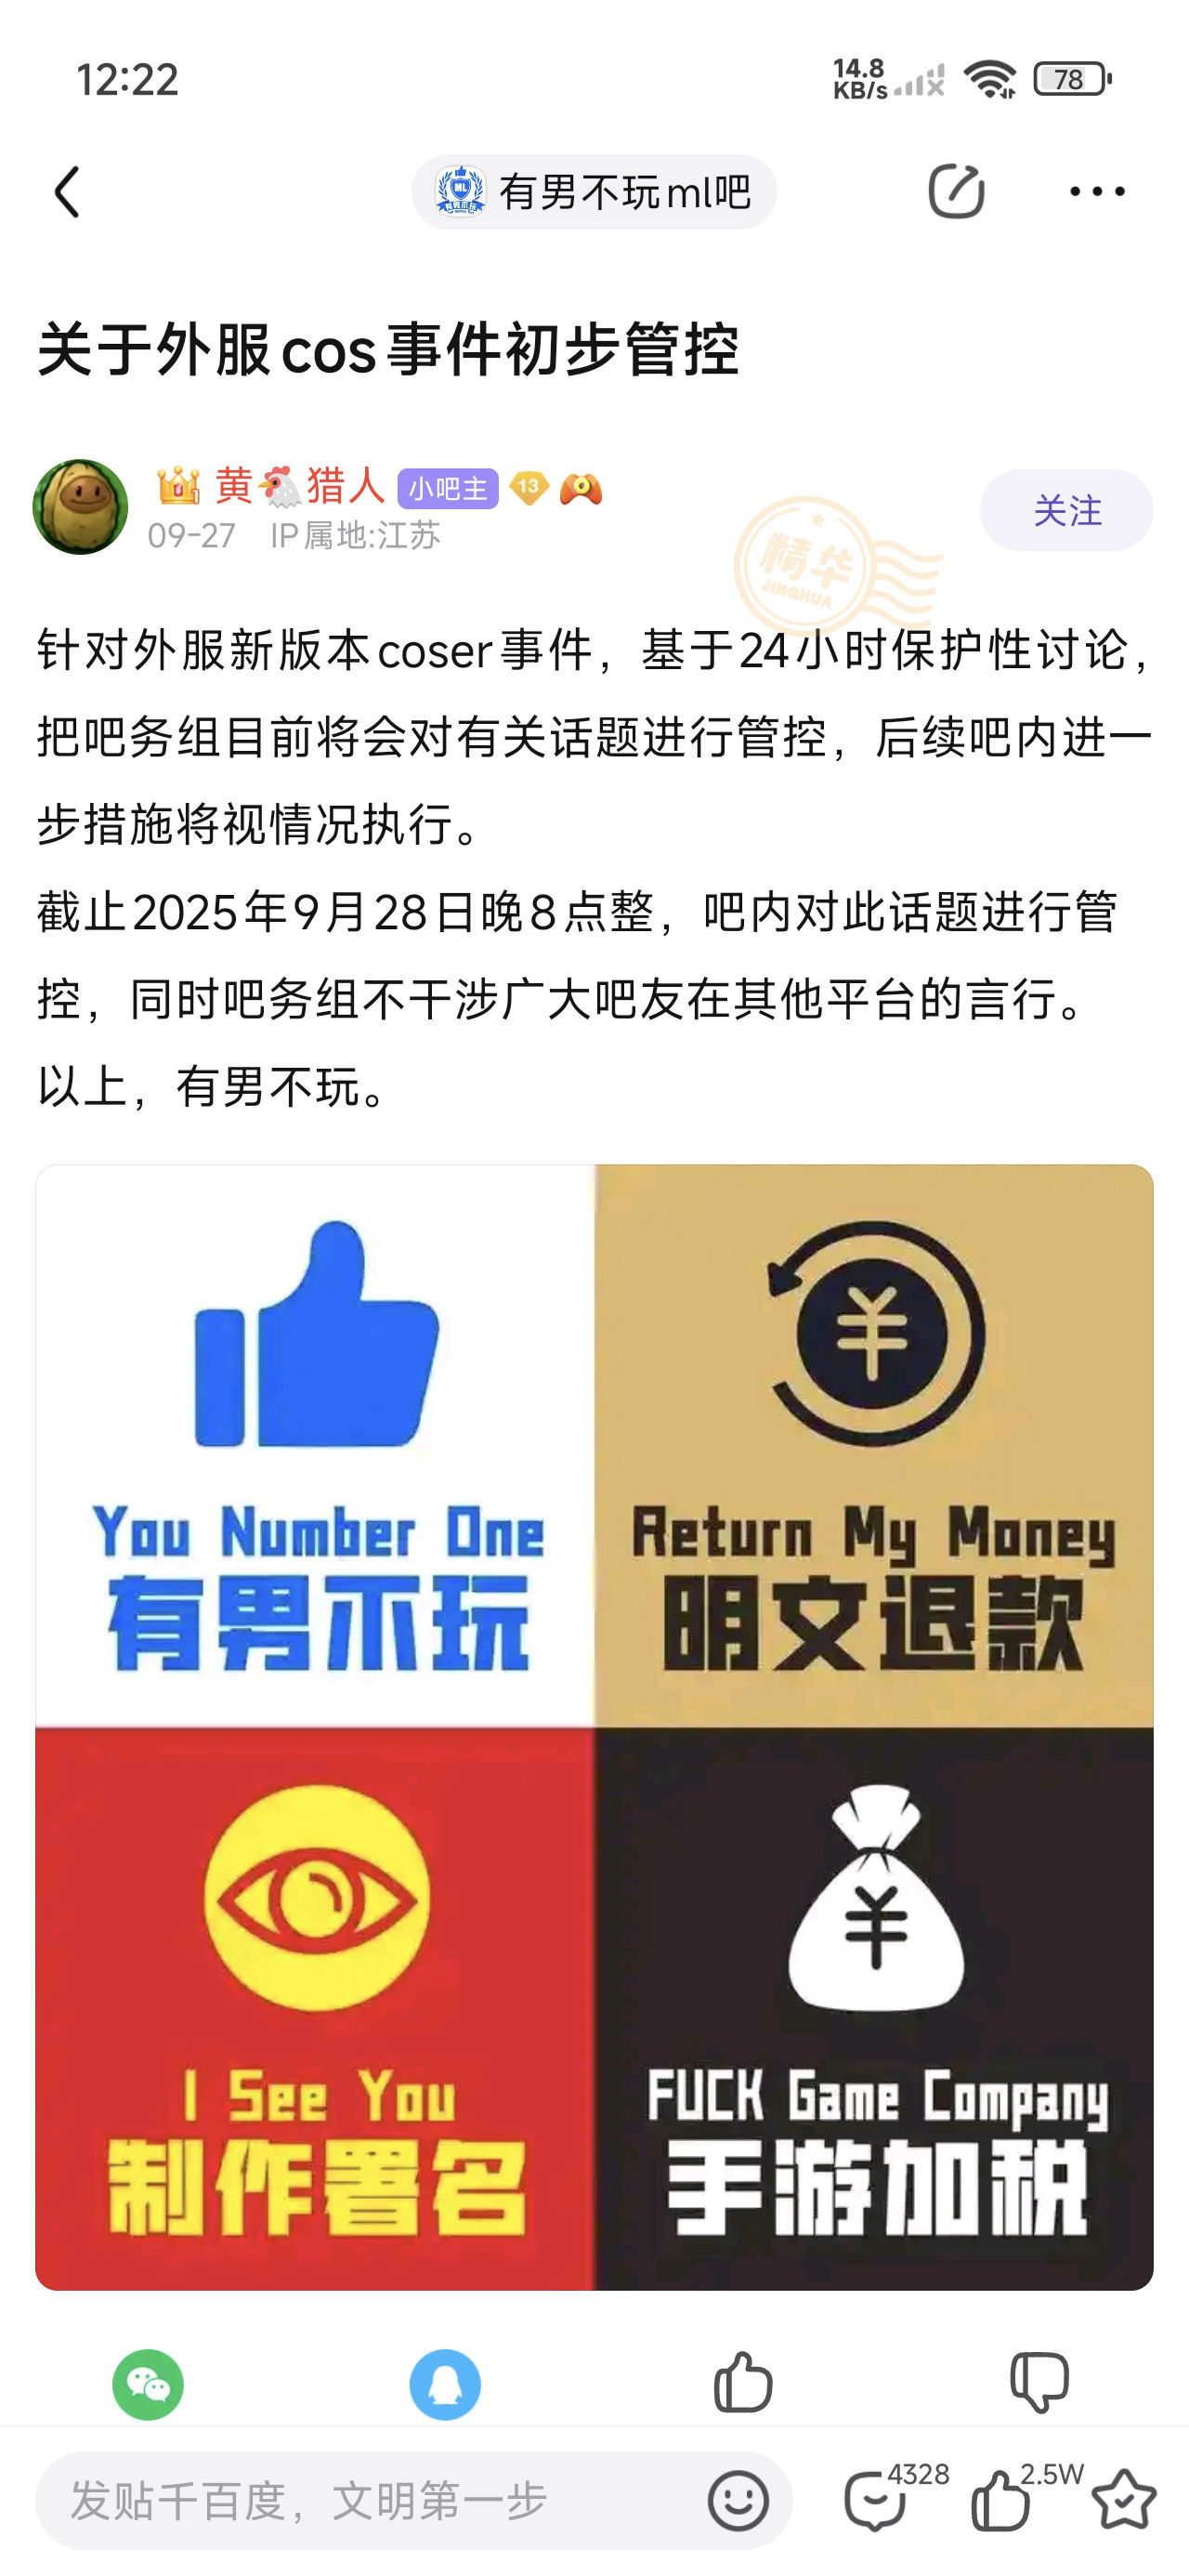 12:22
14.8
KB/s
78
ML
有男不玩ml吧
关于外服cos事件初步管控
黄🐔猎人 小吧主 13
09-27 IP属地:江苏
关注
精华
JINGHUA
针对外服新版本coser事件，基于24小时保护性讨论，
把吧务组目前将会对有关话题进行管控，后续吧内进一
步措施将视情况执行。
截止2025年9月28日晚8点整，吧内对此话题进行管
控，同时吧务组不干涉广大吧友在其他平台的言行。
以上，有男不玩。
You Number One
有男不玩
¥
Return My Money
明文退款
I See You
制作署名
¥
FUCK Game Company
手游加税
发贴千百度，文明第一步
4328
2.5W